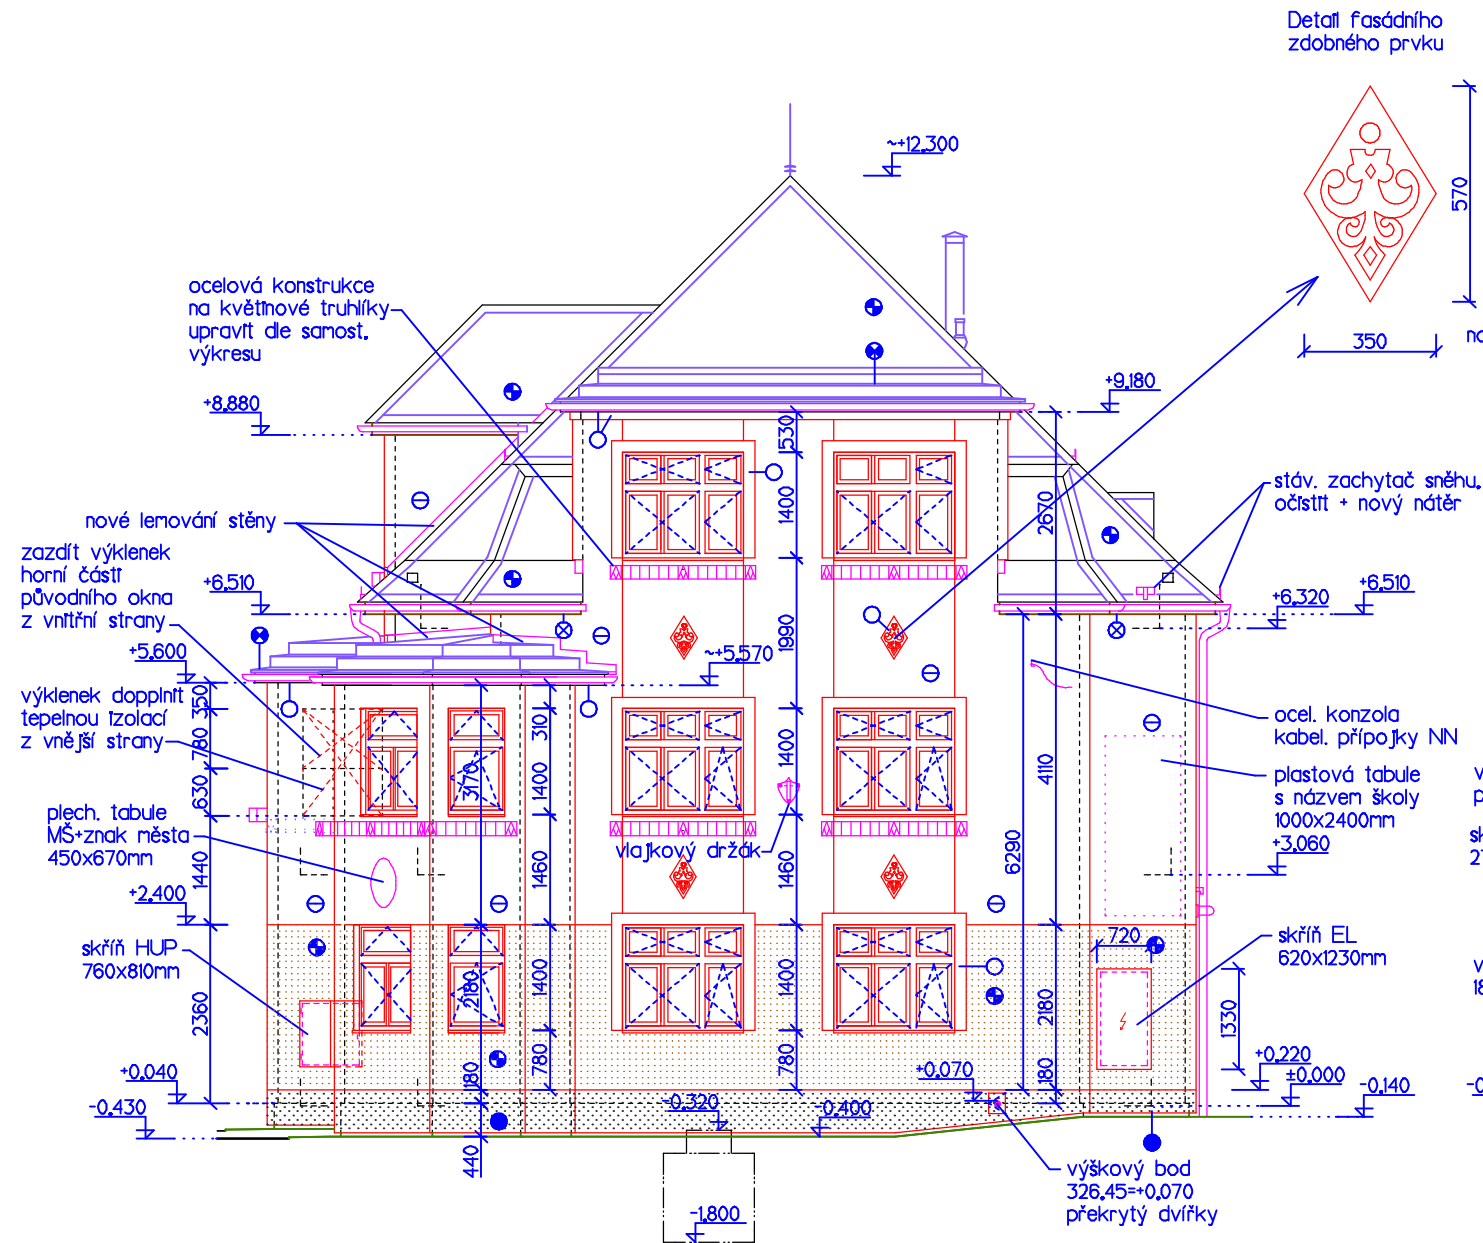 Detail fasádního
zdobného prvku
570
350
~+12.300
ocelová konstrukce
na květinové truhlíky
upravit dle samost.
výkresu
+8.880
+9.180
530
1400
2670
stáv. zachytač sněhu,
očistit + nový nátěr
nové lemování stěny
zazdít výklenek
horní části
původního okna
z vnitřní strany
+6.510
+6.320
+6.510
+5.600
~+5.570
1990
výklenek dopplnit
tepelnou izolací
z vnější strany
350
780
630
310
3170
1400
1400
4110
ocel. konzola
kabel. přípojky NN
plastová tabule
s názvem školy
1000x2400mm
+3.060
plech. tabule
MŠ+znak města
450x670mm
vlajkový držák
1440
1460
1460
6290
+2.400
skříň HUP
760x810mm
720
skříň EL
620x1230mm
2360
2180
1400
1400
2180
1330
780
780
180
180
+0.040
+0.070
+0.220
±0.000
-0.140
-0.430
-0.320
-0.400
440
výškový bod
326.45=+0.070
překrytý dvířky
-1.800